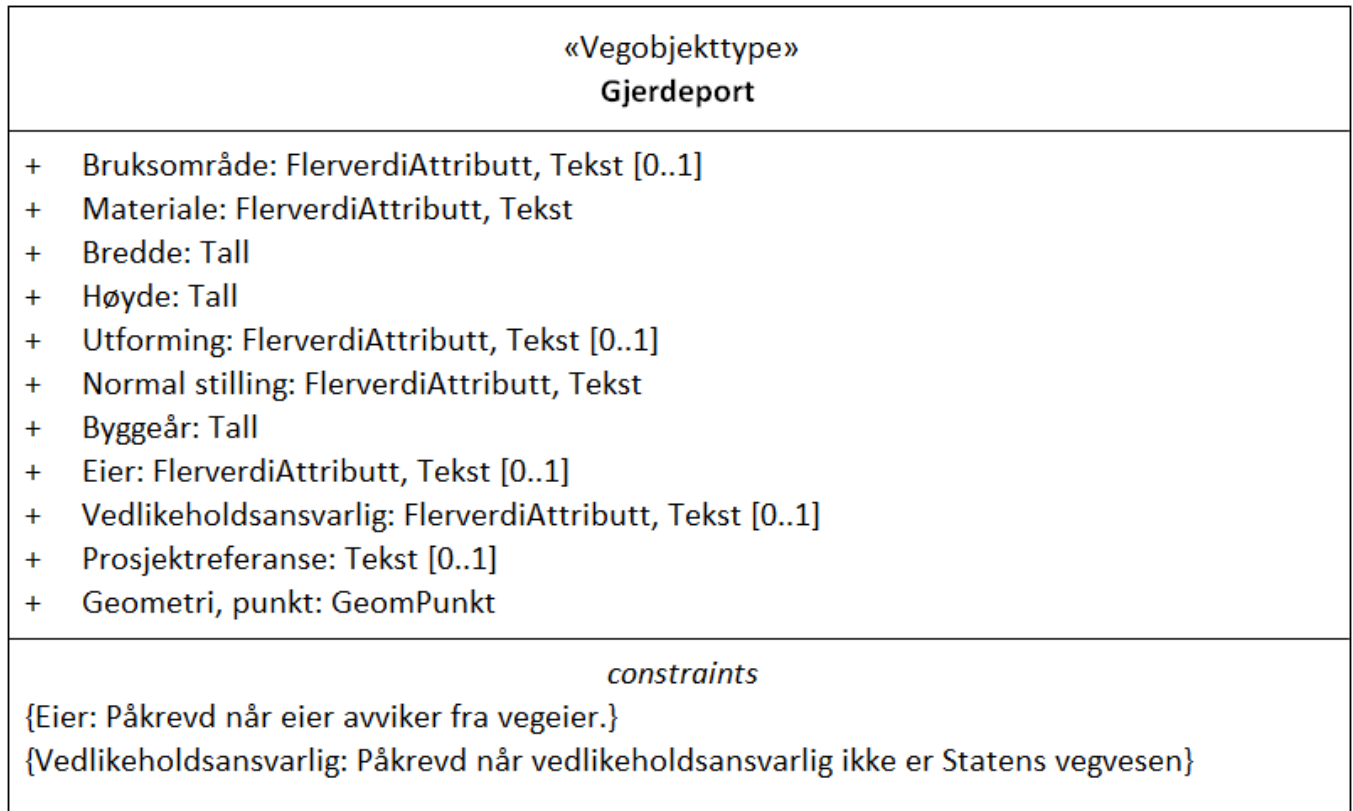 «Vegobjekttype»
Gjerdeport
+ Bruksområde: FlerverdiAttributt, Tekst [0..1]
+ Materiale: FlerverdiAttributt, Tekst
+ Bredde: Tall
+ Høyde: Tall
+ Utforming: FlerverdiAttributt, Tekst [0..1]
+ Normal stilling: FlerverdiAttributt, Tekst
+ Byggeår: Tall
+ Eier: FlerverdiAttributt, Tekst [0..1]
+ Vedlikeholdsansvarlig: FlerverdiAttributt, Tekst [0..1]
+ Prosjektreferanse: Tekst [0..1]
+ Geometri, punkt: GeomPunkt
constraints
{Eier: Påkrevd når eier avviker fra vegeier.}
{Vedlikeholdsansvarlig: Påkrevd når vedlikeholdsansvarlig ikke er Statens vegvesen}